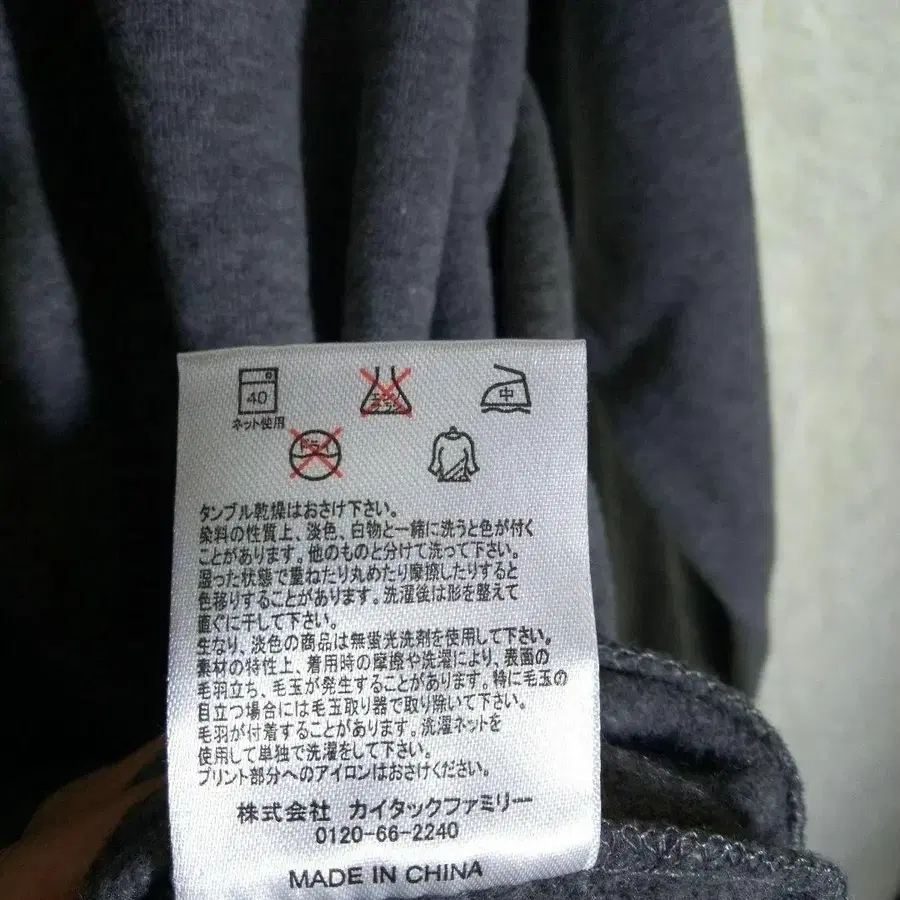 40
ネット使用
エンソ サラシ
中
ドライ
タンブル乾燥はおさけ下さい。
染料の性質上、淡色、白物と一緒に洗うと色が付く
ことがあります。他のものと分けて洗って下さい。
湿った状態で重ねたり丸めたり摩擦したりすると
色移りすることがあります。洗濯後は形を整えて
直ぐに干して下さい。
生なり、淡色の商品は無蛍光洗剤を使用して下さい。
素材の特性上、着用時の摩擦や洗濯により、表面の
毛羽立ち、毛玉が発生することがあります。特に毛玉の
目立つ場合には毛玉取り器で取り除いて下さい。
毛羽が付着することがあります。洗濯ネットを
使用して単独で洗濯をして下さい。
プリント部分へのアイロンはおさけください。
株式会社 カイタックファミリー
0120-66-2240
MADE IN CHINA